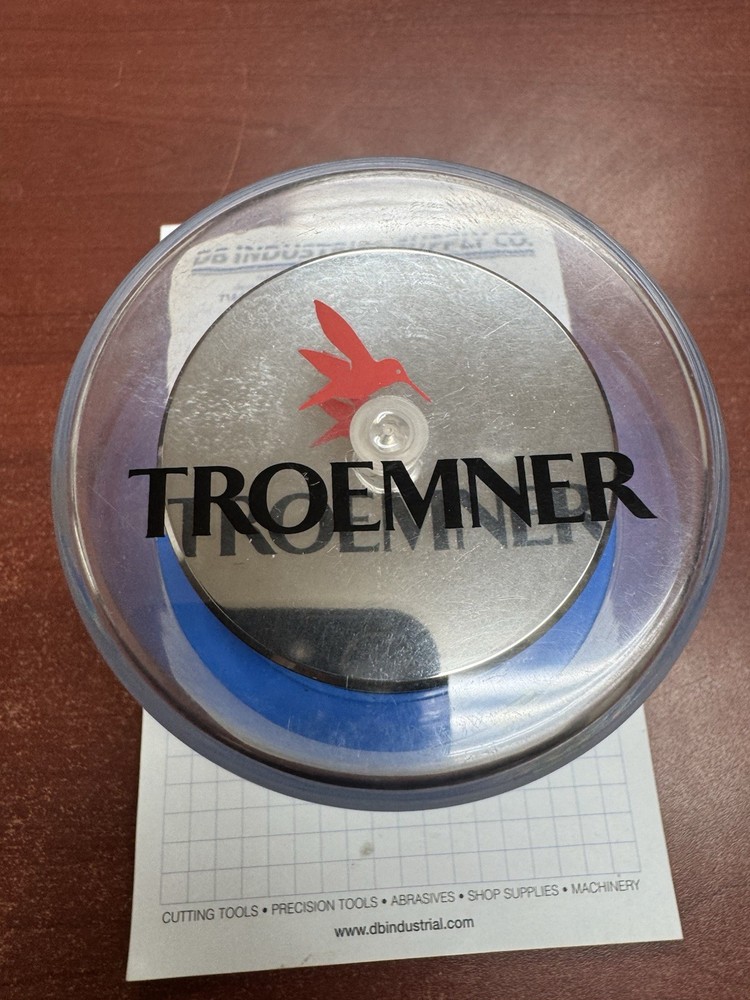 DB INDUSTRIAL SUPPLY CO.
TROEMNER
CUTTING TOOLS • PRECISION TOOLS • ABRASIVES • SHOP SUPPLIES • MACHINERY
www.dbindustrial.com